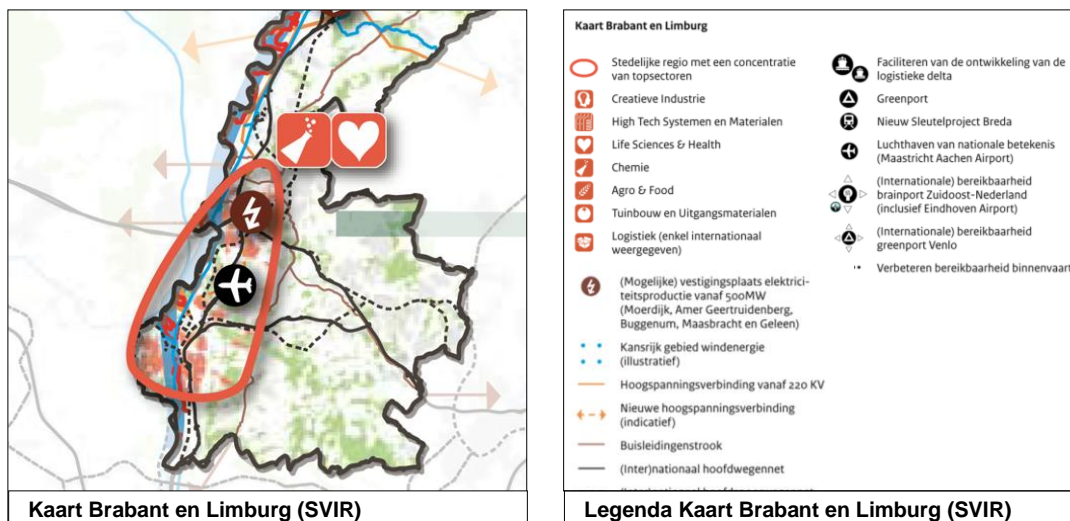 Kaart Brabant en Limburg (SVIR)
Kaart Brabant en Limburg
Stedelijke regio met een concentratie
van topsectoren
Creatieve Industrie
High Tech Systemen en Materialen
Life Sciences & Health
Chemie
Agro & Food
Tuinbouw en Uitgangsmaterialen
Logistiek (enkel internationaal
weergegeven)
(Mogelijke) vestigingsplaats elektrici-
teitsproductie vanaf 500MW
(Moerdijk, Amer Geertruidenberg,
Buggenum, Maasbracht en Geleen)
Kansrijk gebied windenergie
(illustratief)
Hoogspanningsverbinding vanaf 220 KV
Nieuwe hoogspanningsverbinding
(indicatief)
Buisleidingenstrook
(Inter)nationaal hoofdwegennet
Faciliteren van de ontwikkeling van de
logistieke delta
Greenport
Nieuw Sleutelproject Breda
Luchthaven van nationale betekenis
(Maastricht Aachen Airport)
(Internationale) bereikbaarheid
brainport Zuidoost-Nederland
(inclusief Eindhoven Airport)
(Internationale) bereikbaarheid
greenport Venlo
Verbeteren bereikbaarheid binnenvaart
Legenda Kaart Brabant en Limburg (SVIR)